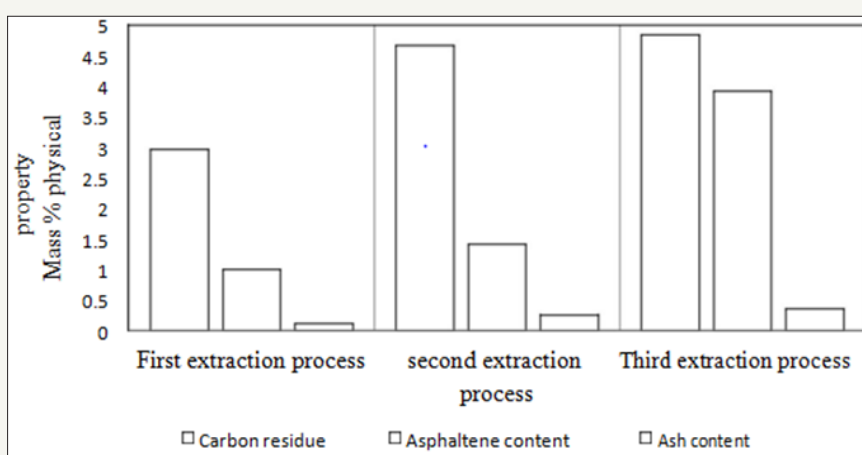 5
4.5
4
3.5
3
2.5
2
1.5
1
0.5
0
property
Mass % physical
First extraction process
second extraction
process
Third extraction process
Carbon residue
Asphaltene content
Ash content